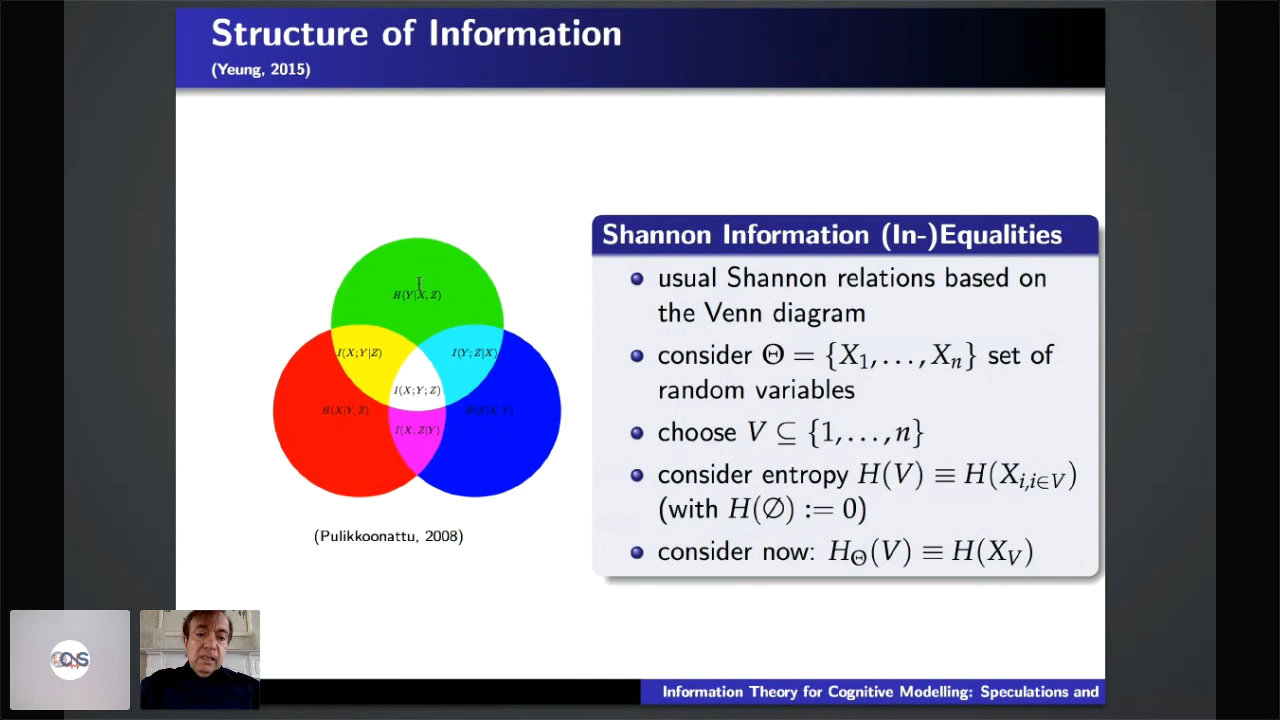 Structure of Information
(Yeung, 2015)
H(Y|X, Z)
I(X; Y|Z)
I(Y; Z|X)
I(X; Y; Z)
H(X|Y, Z)
H(Z|X, Y)
I(X; Z|Y)
(Pulikkoonattu, 2008)
Shannon Information (In-)Equalities
usual Shannon relations based on
the Venn diagram
consider Θ = {X₁, . . . , Xₙ} set of
random variables
choose V ⊆ {1, . . . , n}
consider entropy H(V) ≡ H(X_{i,i∈V})
(with H(∅) := 0)
consider now: H_Θ(V) ≡ H(X_V)
Information Theory for Cognitive Modelling: Speculations and